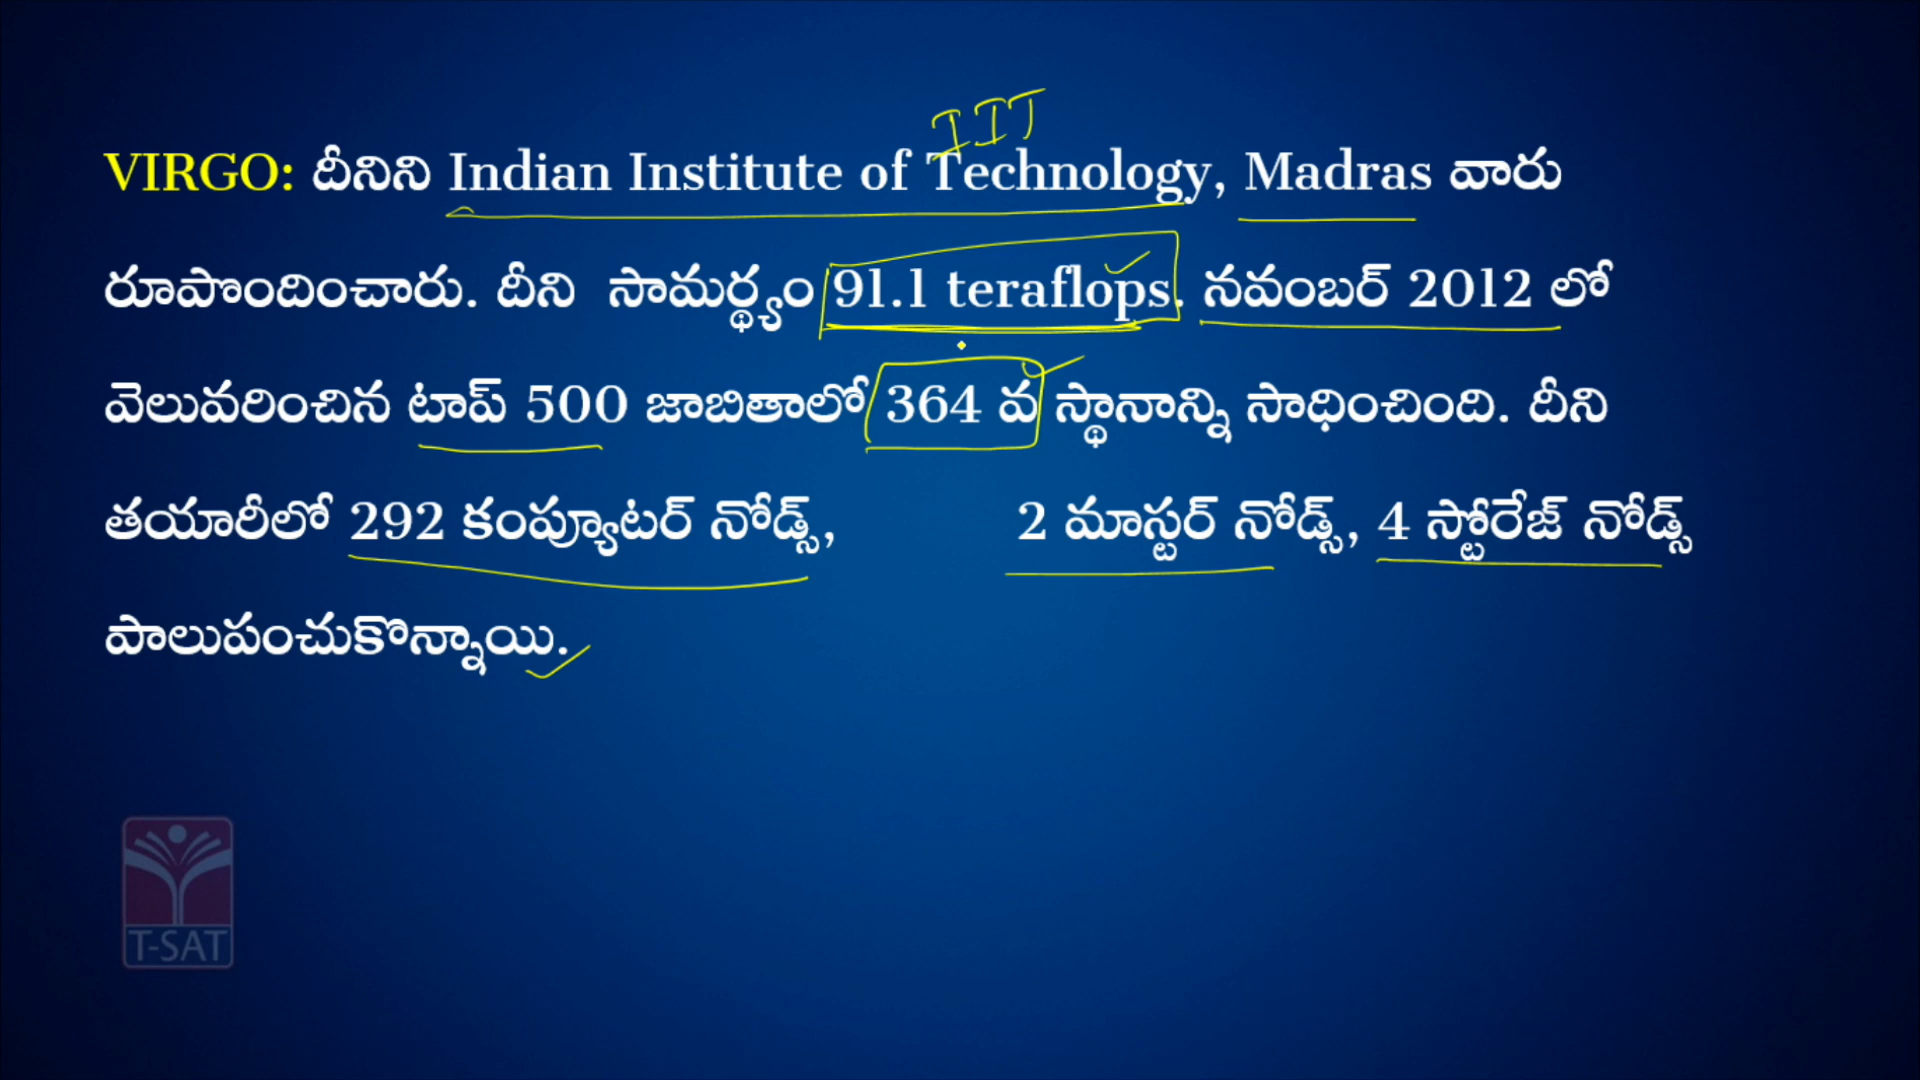 IIT
VIRGO: దీనిని Indian Institute of Technology, Madras వారు
రూపొందించారు. దీని సామర్థ్యం 91.1 teraflops. నవంబర్ 2012 లో
వెలువరించిన టాప్ 500 జాబితాలో 364 వ స్థానాన్ని సాధించింది. దీని
తయారీలో 292 కంప్యూటర్ నోడ్స్, 2 మాస్టర్ నోడ్స్, 4 స్టోరేజ్ నోడ్స్
పాలుపంచుకొన్నాయి.
T-SAT